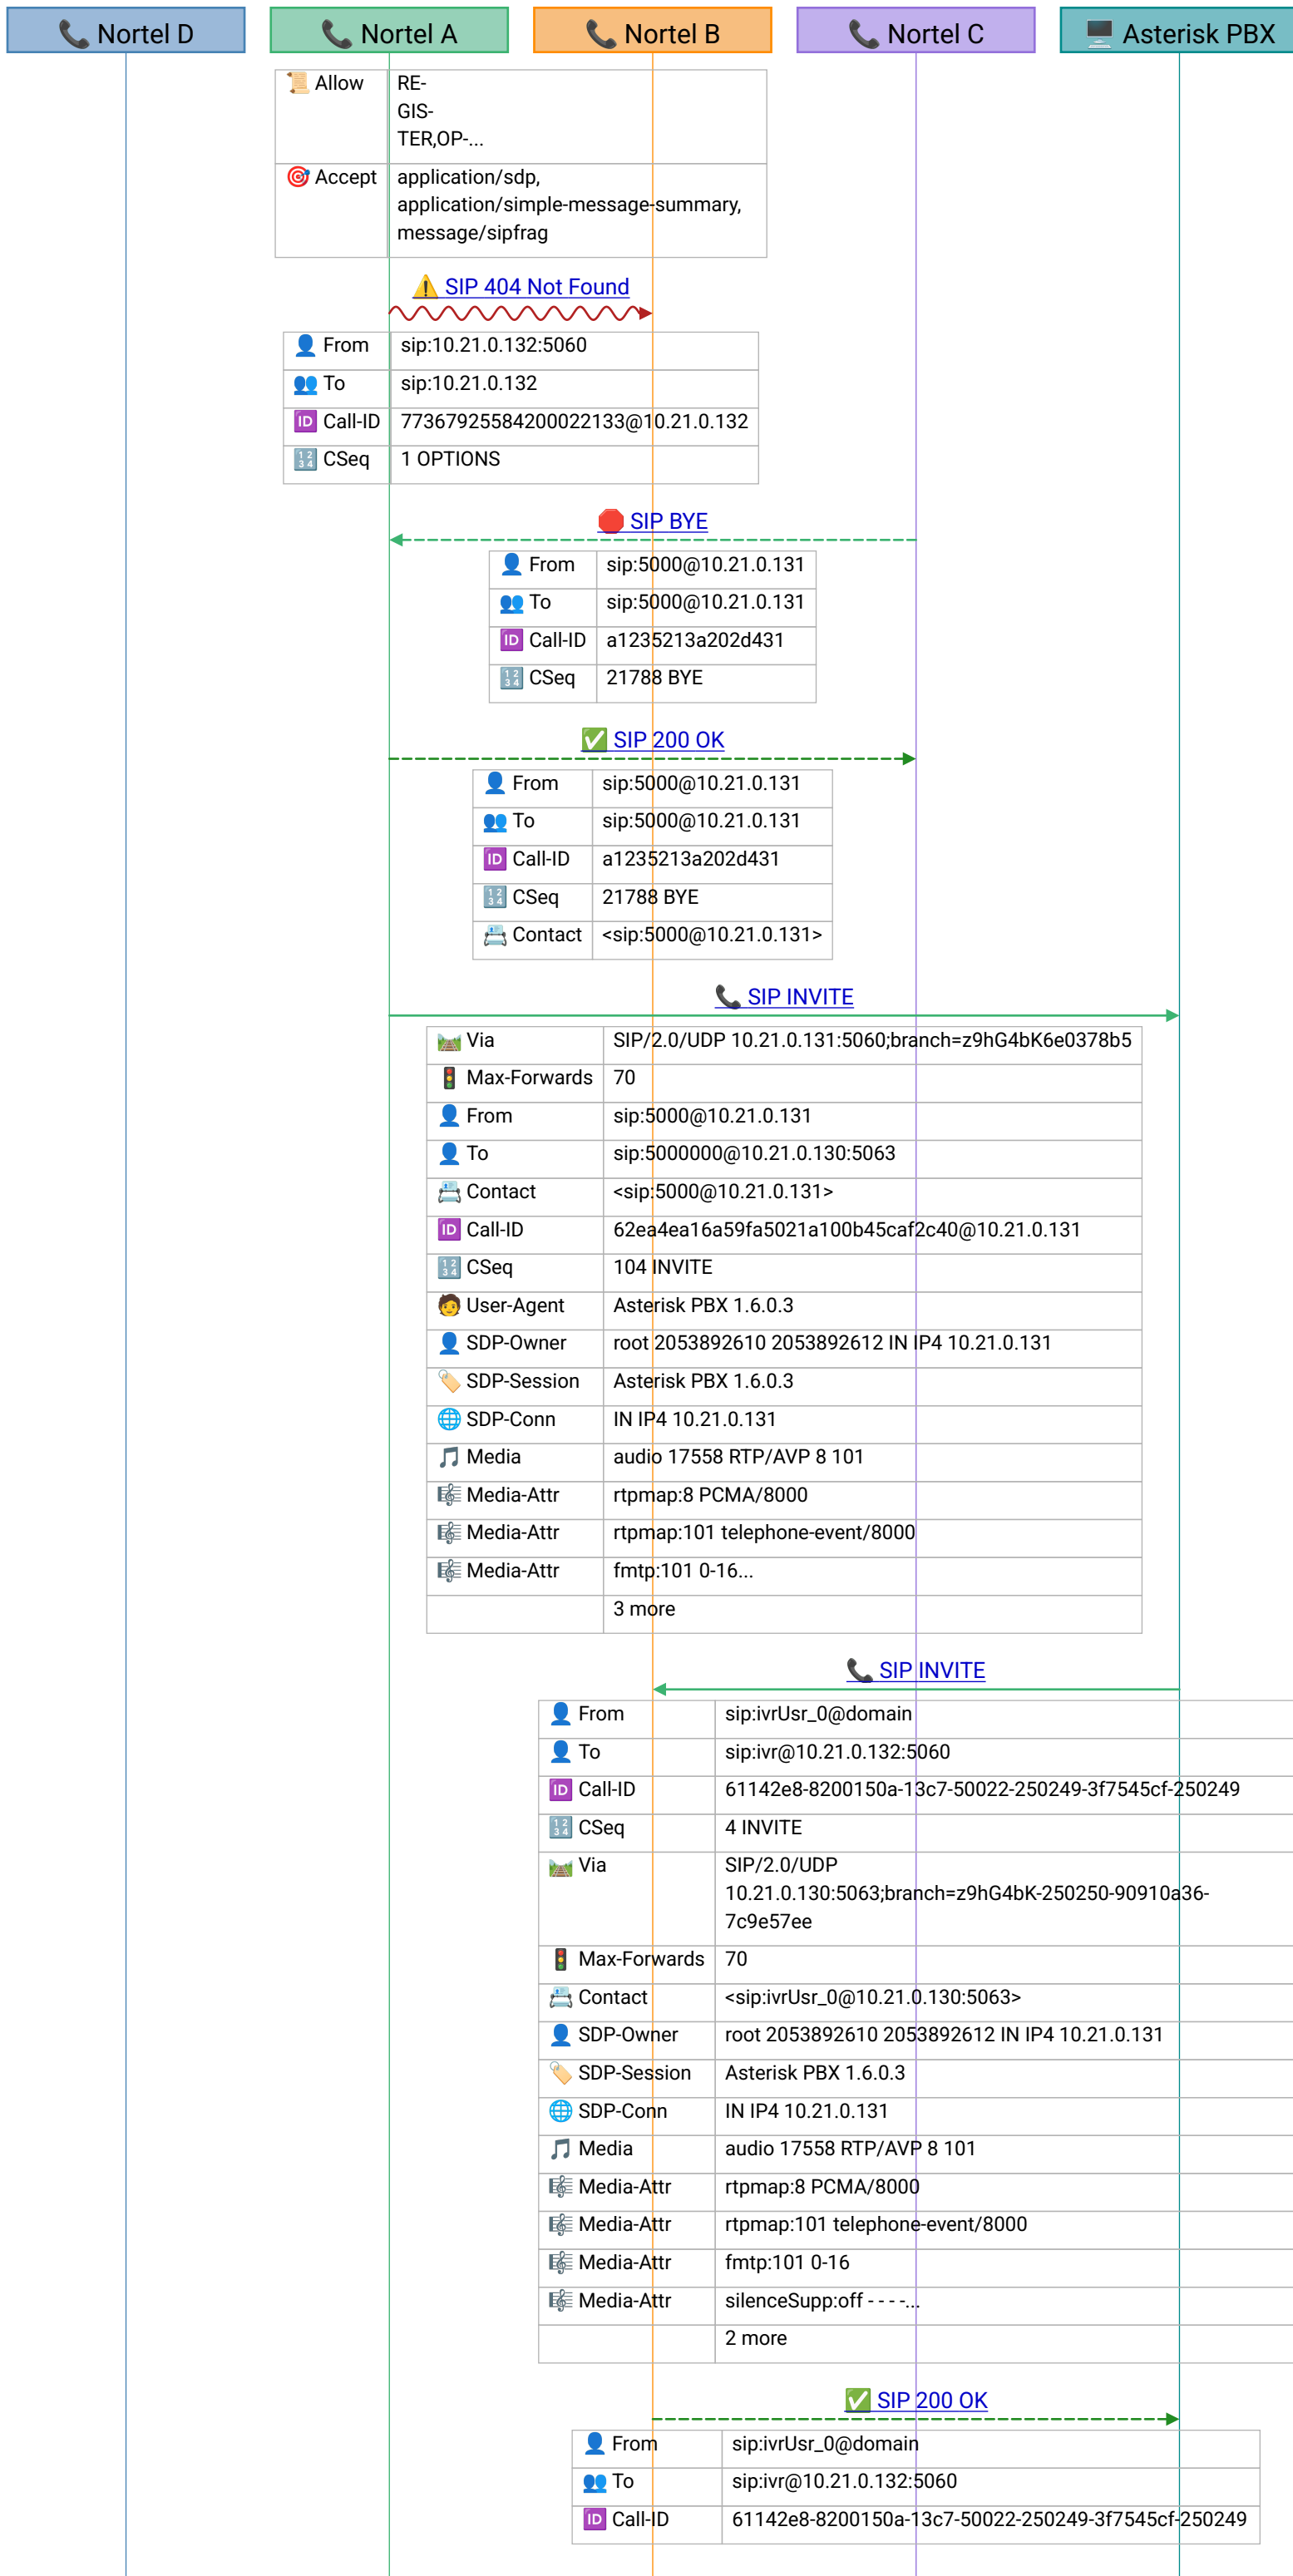 Nortel D
Nortel A
Nortel B
Nortel C
Asterisk PBX
Allow RE-
GIS-
TER,OP-...
Accept application/sdp,
application/simple-message-summary,
message/sipfrag
SIP 404 Not Found
From sip:10.21.0.132:5060
To sip:10.21.0.132
Call-ID 77367925584200022133@10.21.0.132
CSeq 1 OPTIONS
SIP BYE
From sip:5000@10.21.0.131
To sip:5000@10.21.0.131
Call-ID a1235213a202d431
CSeq 21788 BYE
SIP 200 OK
From sip:5000@10.21.0.131
To sip:5000@10.21.0.131
Call-ID a1235213a202d431
CSeq 21788 BYE
Contact <sip:5000@10.21.0.131>
SIP INVITE
Via SIP/2.0/UDP 10.21.0.131:5060;branch=z9hG4bK6e0378b5
Max-Forwards 70
From sip:5000@10.21.0.131
To sip:5000000@10.21.0.130:5063
Contact <sip:5000@10.21.0.131>
Call-ID 62ea4ea16a59fa5021a100b45caf2c40@10.21.0.131
CSeq 104 INVITE
User-Agent Asterisk PBX 1.6.0.3
SDP-Owner root 2053892610 2053892612 IN IP4 10.21.0.131
SDP-Session Asterisk PBX 1.6.0.3
SDP-Conn IN IP4 10.21.0.131
Media audio 17558 RTP/AVP 8 101
Media-Attr rtpmap:8 PCMA/8000
Media-Attr rtpmap:101 telephone-event/8000
Media-Attr fmtp:101 0-16...
3 more
SIP INVITE
From sip:ivrUsr_0@domain
To sip:ivr@10.21.0.132:5060
Call-ID 61142e8-8200150a-13c7-50022-250249-3f7545cf-250249
CSeq 4 INVITE
Via SIP/2.0/UDP
10.21.0.130:5063;branch=z9hG4bK-250250-90910a36-
7c9e57ee
Max-Forwards 70
Contact <sip:ivrUsr_0@10.21.0.130:5063>
SDP-Owner root 2053892610 2053892612 IN IP4 10.21.0.131
SDP-Session Asterisk PBX 1.6.0.3
SDP-Conn IN IP4 10.21.0.131
Media audio 17558 RTP/AVP 8 101
Media-Attr rtpmap:8 PCMA/8000
Media-Attr rtpmap:101 telephone-event/8000
Media-Attr fmtp:101 0-16
Media-Attr silenceSupp:off - - - -...
2 more
SIP 200 OK
From sip:ivrUsr_0@domain
To sip:ivr@10.21.0.132:5060
Call-ID 61142e8-8200150a-13c7-50022-250249-3f7545cf-250249